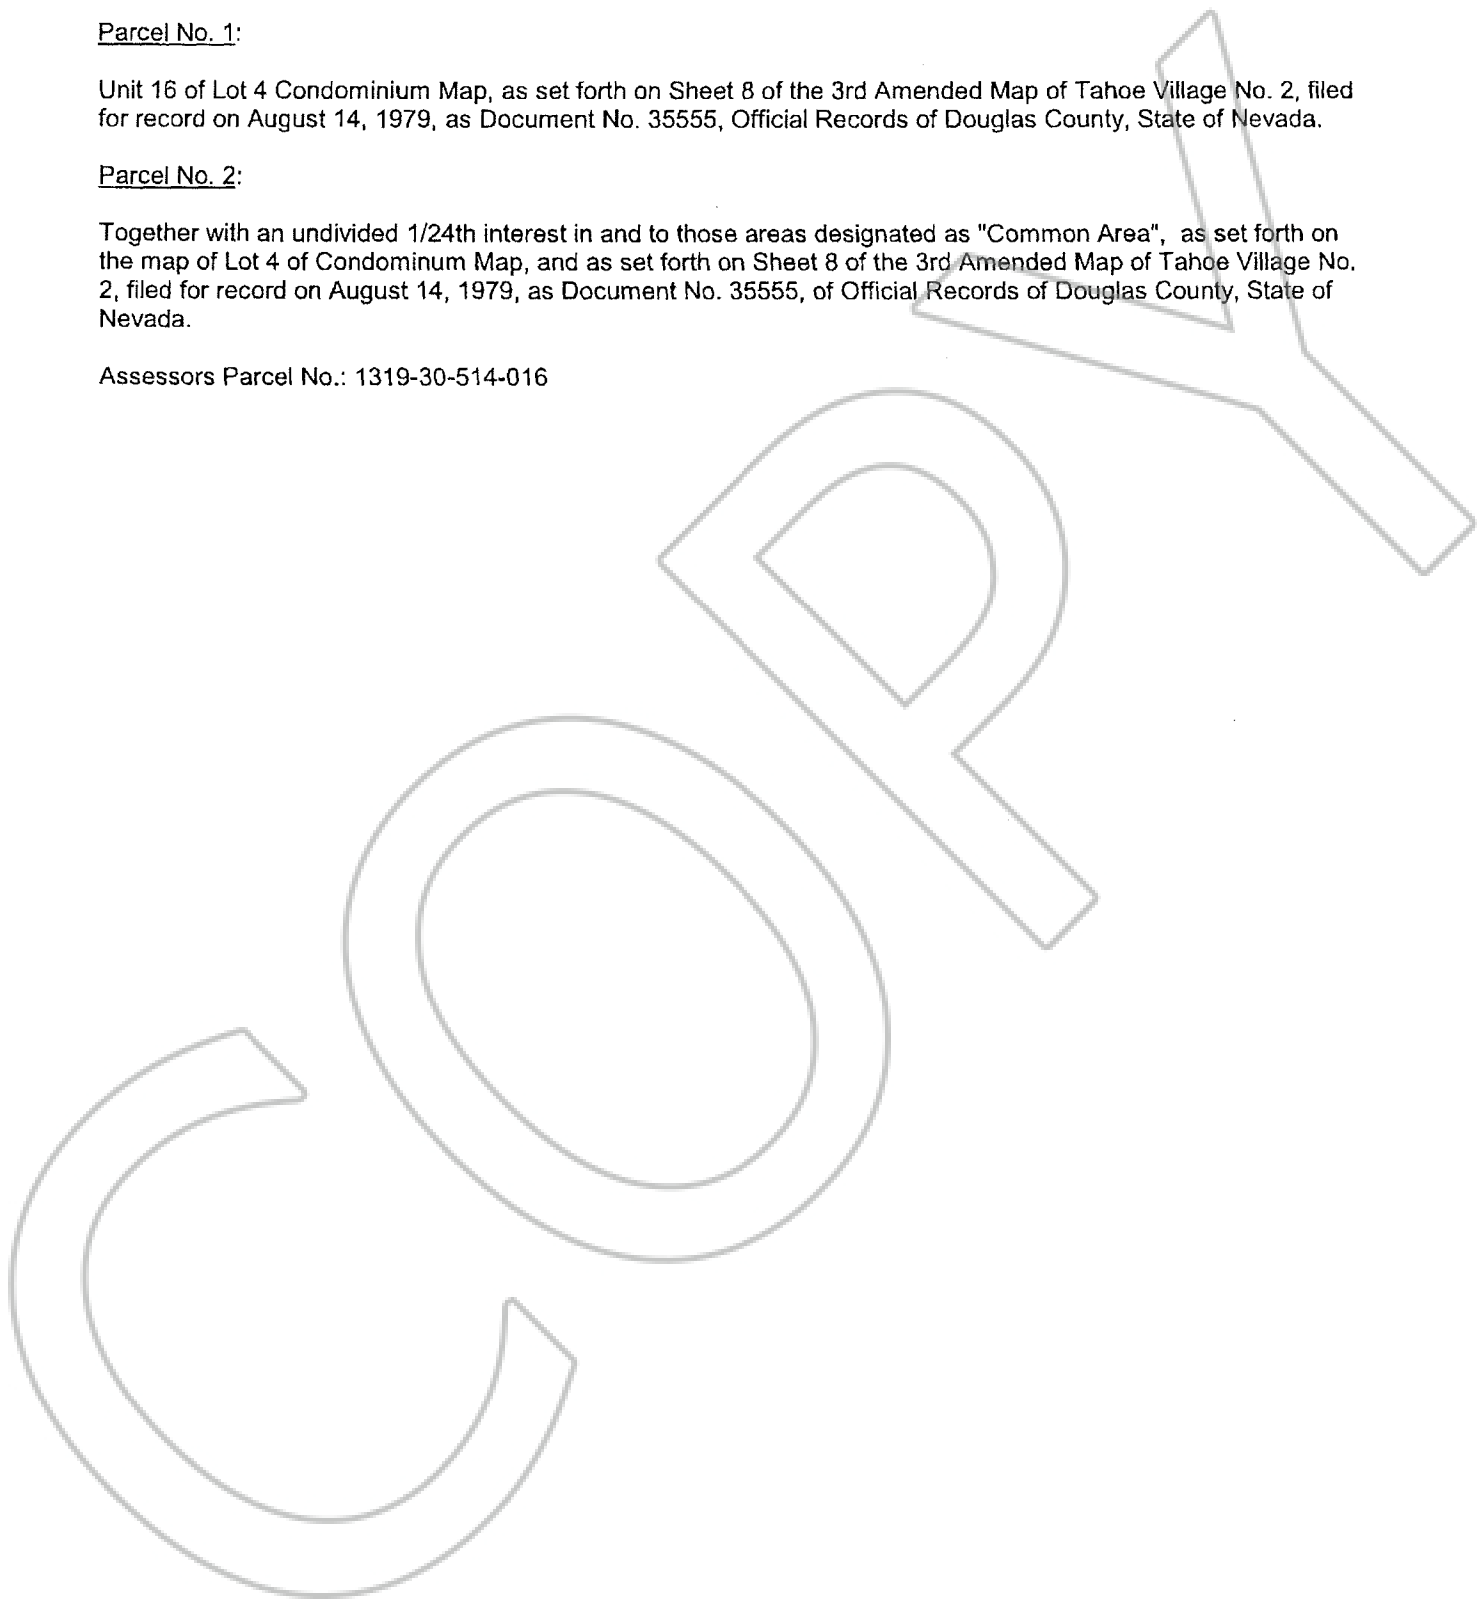 Parcel No. 1:
Unit 16 of Lot 4 Condominium Map, as set forth on Sheet 8 of the 3rd Amended Map of Tahoe Village No. 2, filed
for record on August 14, 1979, as Document No. 35555, Official Records of Douglas County, State of Nevada.
Parcel No. 2:
Together with an undivided 1/24th interest in and to those areas designated as "Common Area",  as set forth on
the map of Lot 4 of Condominum Map, and as set forth on Sheet 8 of the 3rd Amended Map of Tahoe Village No.
2, filed for record on August 14, 1979, as Document No. 35555, of Official Records of Douglas County, State of
Nevada.
Assessors Parcel No.: 1319-30-514-016
COPY